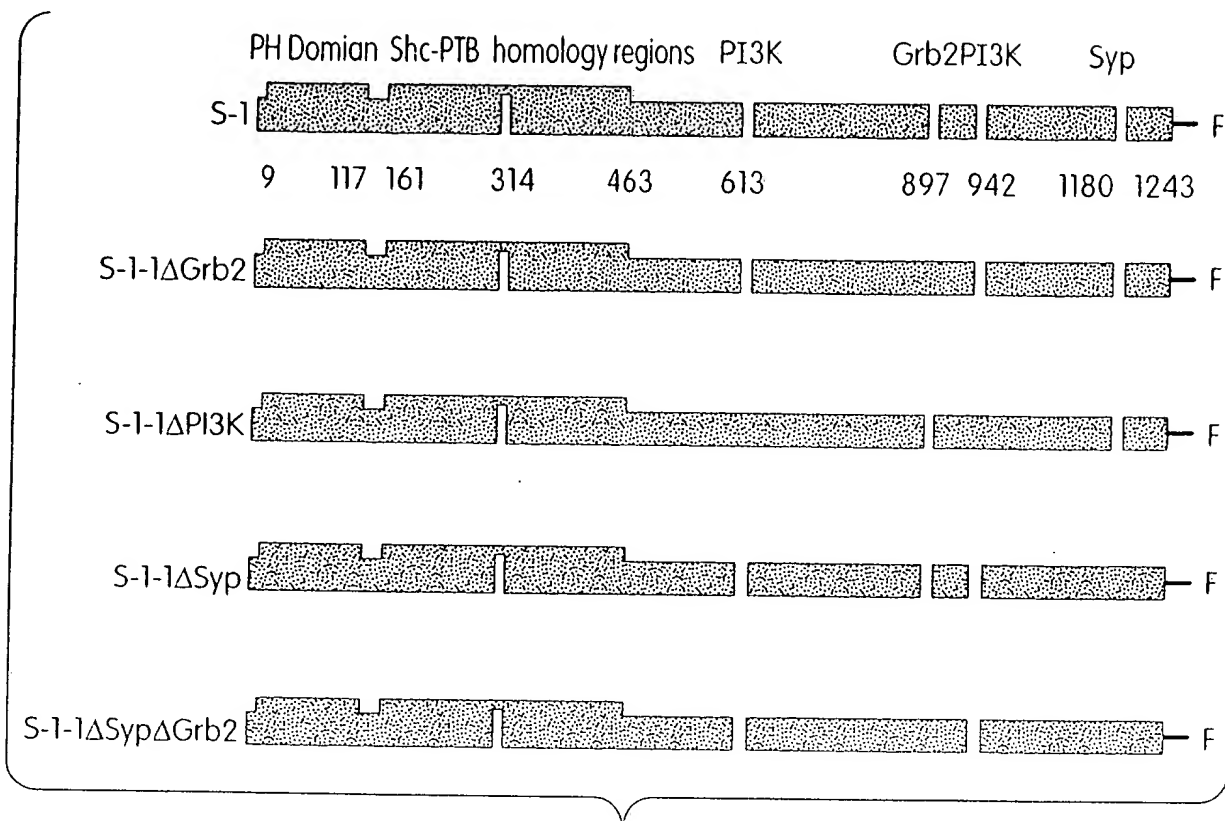 PH Domian Shc-PTB homology regions PI3K Grb2PI3K Syp
S-1 F
9 117 161 314 463 613 897 942 1180 1243
S-1-1ΔGrb2 F
S-1-1ΔPI3K F
S-1-1ΔSyp F
S-1-1ΔSypΔGrb2 F